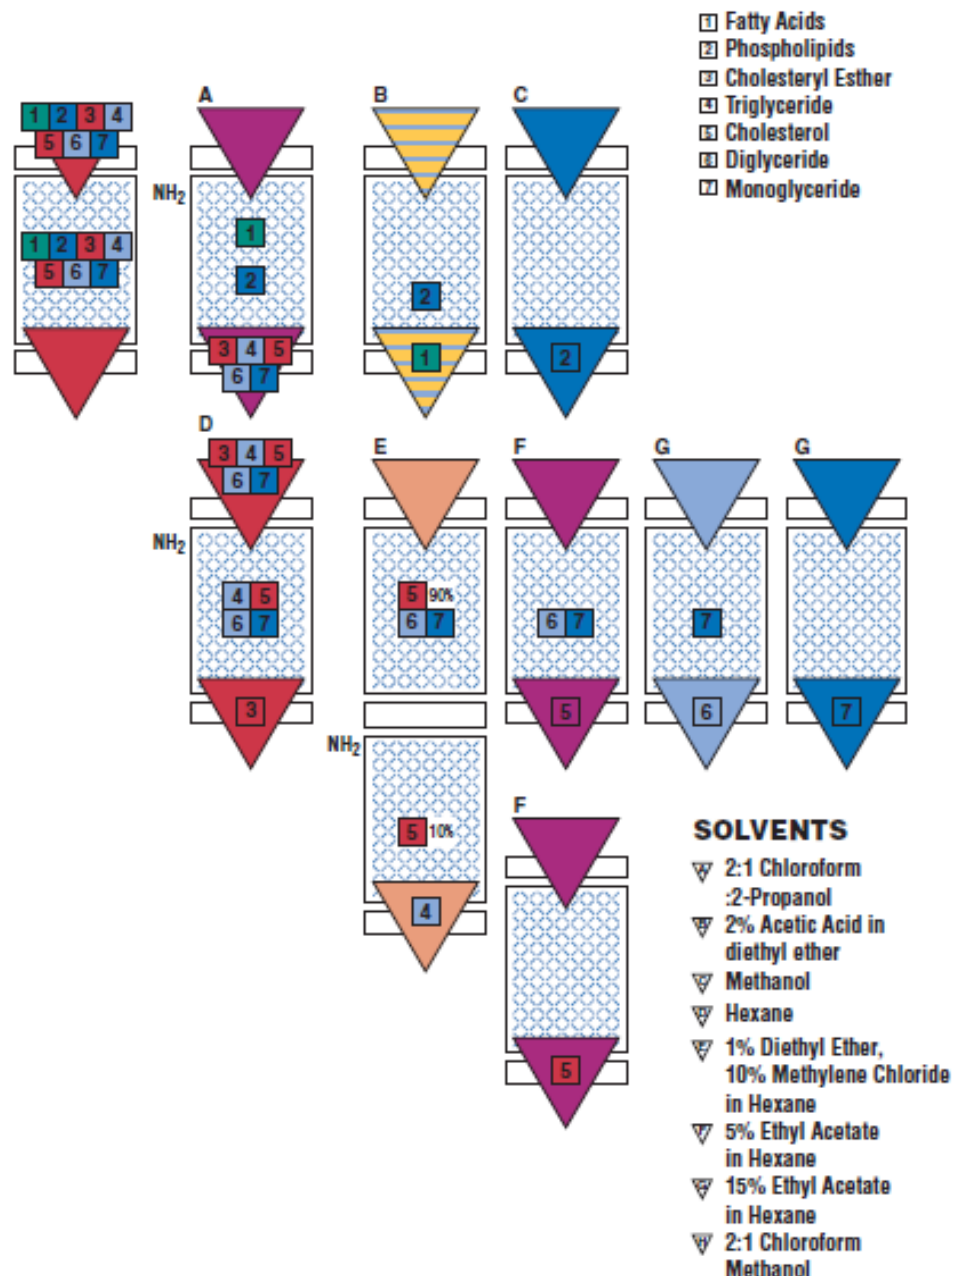 1 Fatty Acids
2 Phospholipids
3 Cholesteryl Esther
4 Triglyceride
5 Cholesterol
6 Diglyceride
7 Monoglyceride
A B C
1 2 3 4
5 6 7
NH2
1 2 3 4
5 6 7
1
2
2
3 4 5
6 7
1
2
D
3 4 5
6 7
E F G G
NH2
4 5
6 7
5 90%
6 7
6 7
7
3
5
6
7
NH2
5 10%
4
F
5
SOLVENTS
A 2:1 Chloroform
:2-Propanol
B 2% Acetic Acid in
diethyl ether
C Methanol
D Hexane
E 1% Diethyl Ether,
10% Methylene Chloride
in Hexane
F 5% Ethyl Acetate
in Hexane
G 15% Ethyl Acetate
in Hexane
H 2:1 Chloroform
Methanol